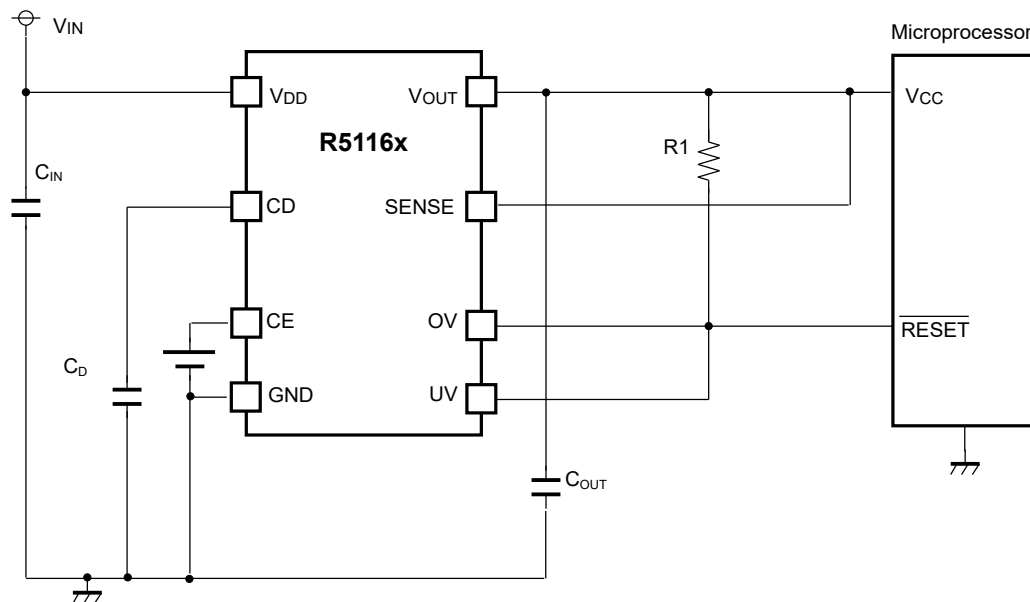 VIN
Microprocessor
VDD
VOUT
VCC
R5116x
R1
CIN
CD
SENSE
CE
OV
RESET
CD
GND
UV
COUT